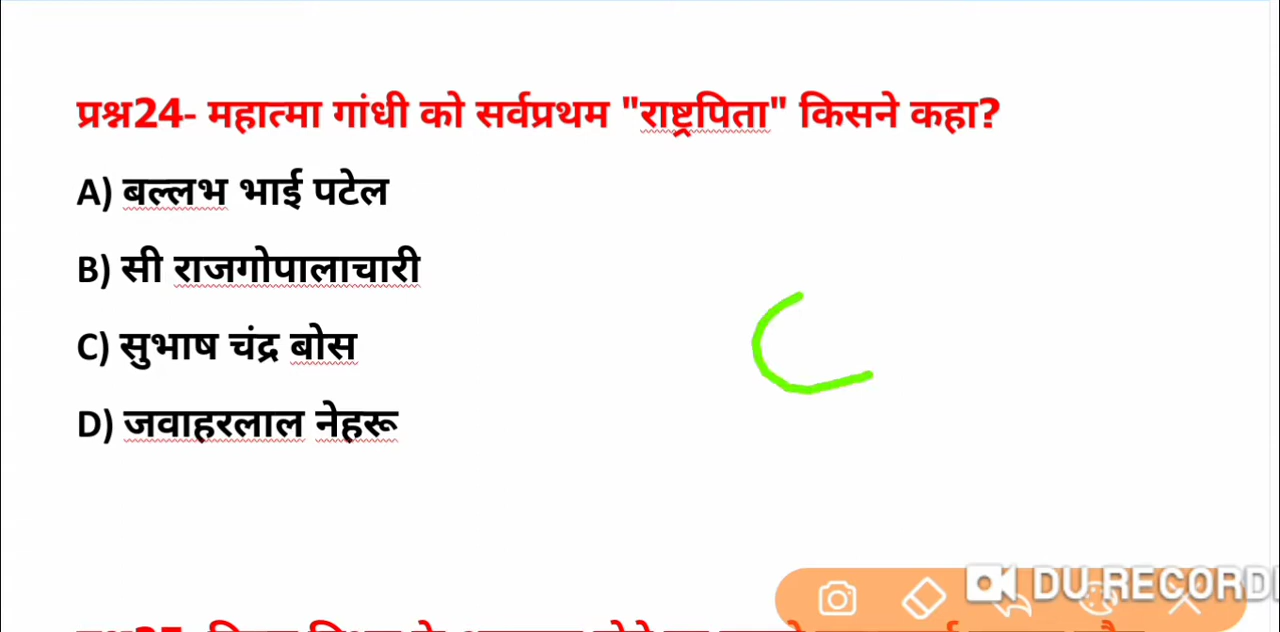 प्रश्न24- महात्मा गांधी को सर्वप्रथम "राष्ट्रपिता" किसने कहा?
A) बल्लभ भाई पटेल
B) सी राजगोपालाचारी
C) सुभाष चंद्र बोस
C
D) जवाहरलाल नेहरू
DU RECORD